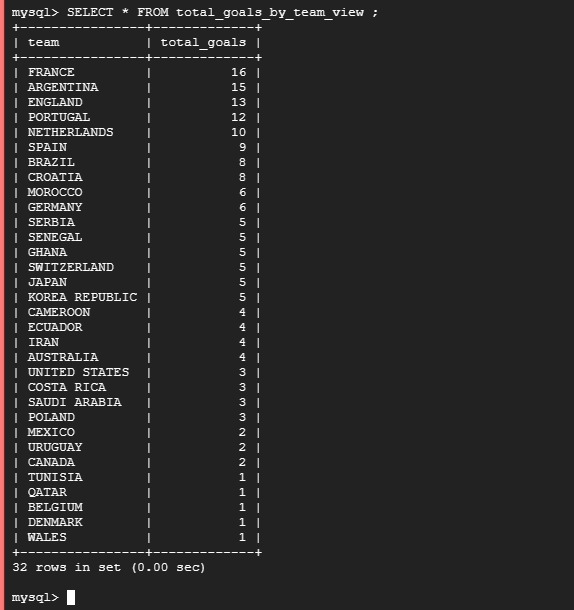 mysql> SELECT * FROM total_goals_by_team_view ;
+----------------+-------------+
| team           | total_goals |
+----------------+-------------+
| FRANCE         |          16 |
| ARGENTINA      |          15 |
| ENGLAND        |          13 |
| PORTUGAL       |          12 |
| NETHERLANDS    |          10 |
| SPAIN          |           9 |
| BRAZIL         |           8 |
| CROATIA        |           8 |
| MOROCCO        |           6 |
| GERMANY        |           6 |
| SERBIA         |           5 |
| SENEGAL        |           5 |
| GHANA          |           5 |
| SWITZERLAND    |           5 |
| JAPAN          |           5 |
| KOREA REPUBLIC |           5 |
| CAMEROON       |           4 |
| ECUADOR        |           4 |
| IRAN           |           4 |
| AUSTRALIA      |           4 |
| UNITED STATES  |           3 |
| COSTA RICA     |           3 |
| SAUDI ARABIA   |           3 |
| POLAND         |           3 |
| MEXICO         |           2 |
| URUGUAY        |           2 |
| CANADA         |           2 |
| TUNISIA        |           1 |
| QATAR          |           1 |
| BELGIUM        |           1 |
| DENMARK        |           1 |
| WALES          |           1 |
+----------------+-------------+
32 rows in set (0.00 sec)
mysql>